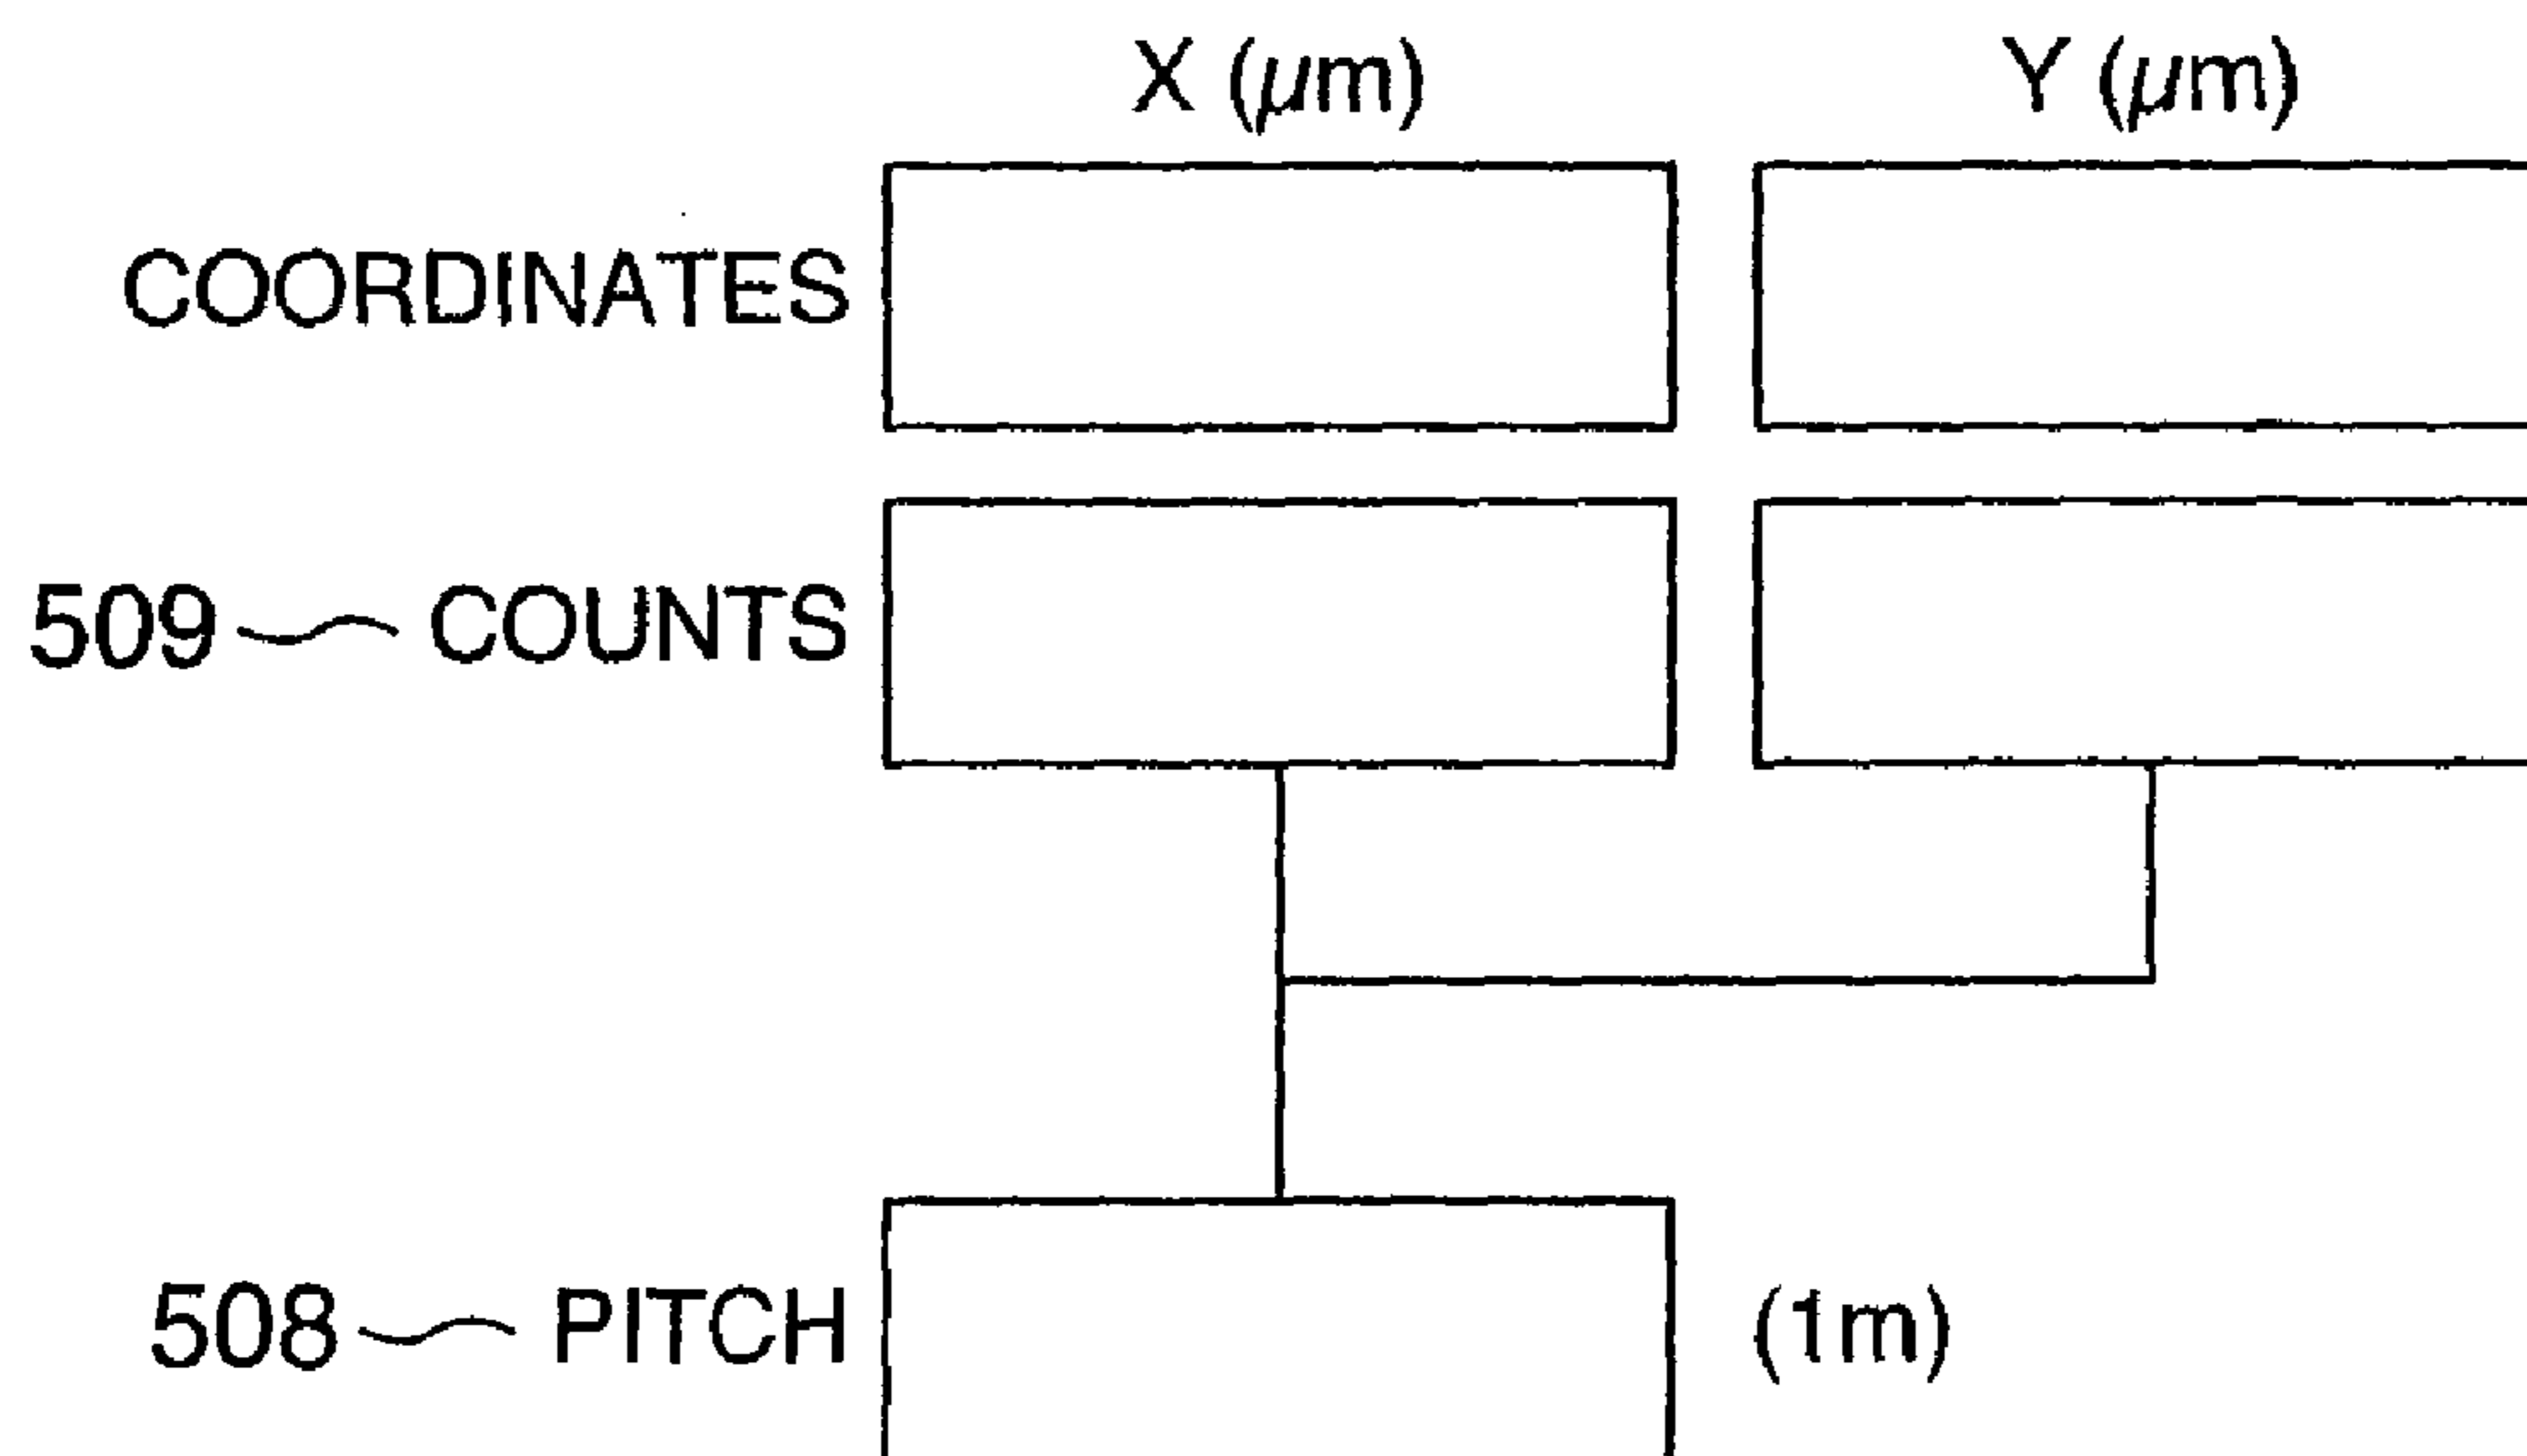 X (μm) Y (μm)
COORDINATES
509 COUNTS
508 PITCH (1m)